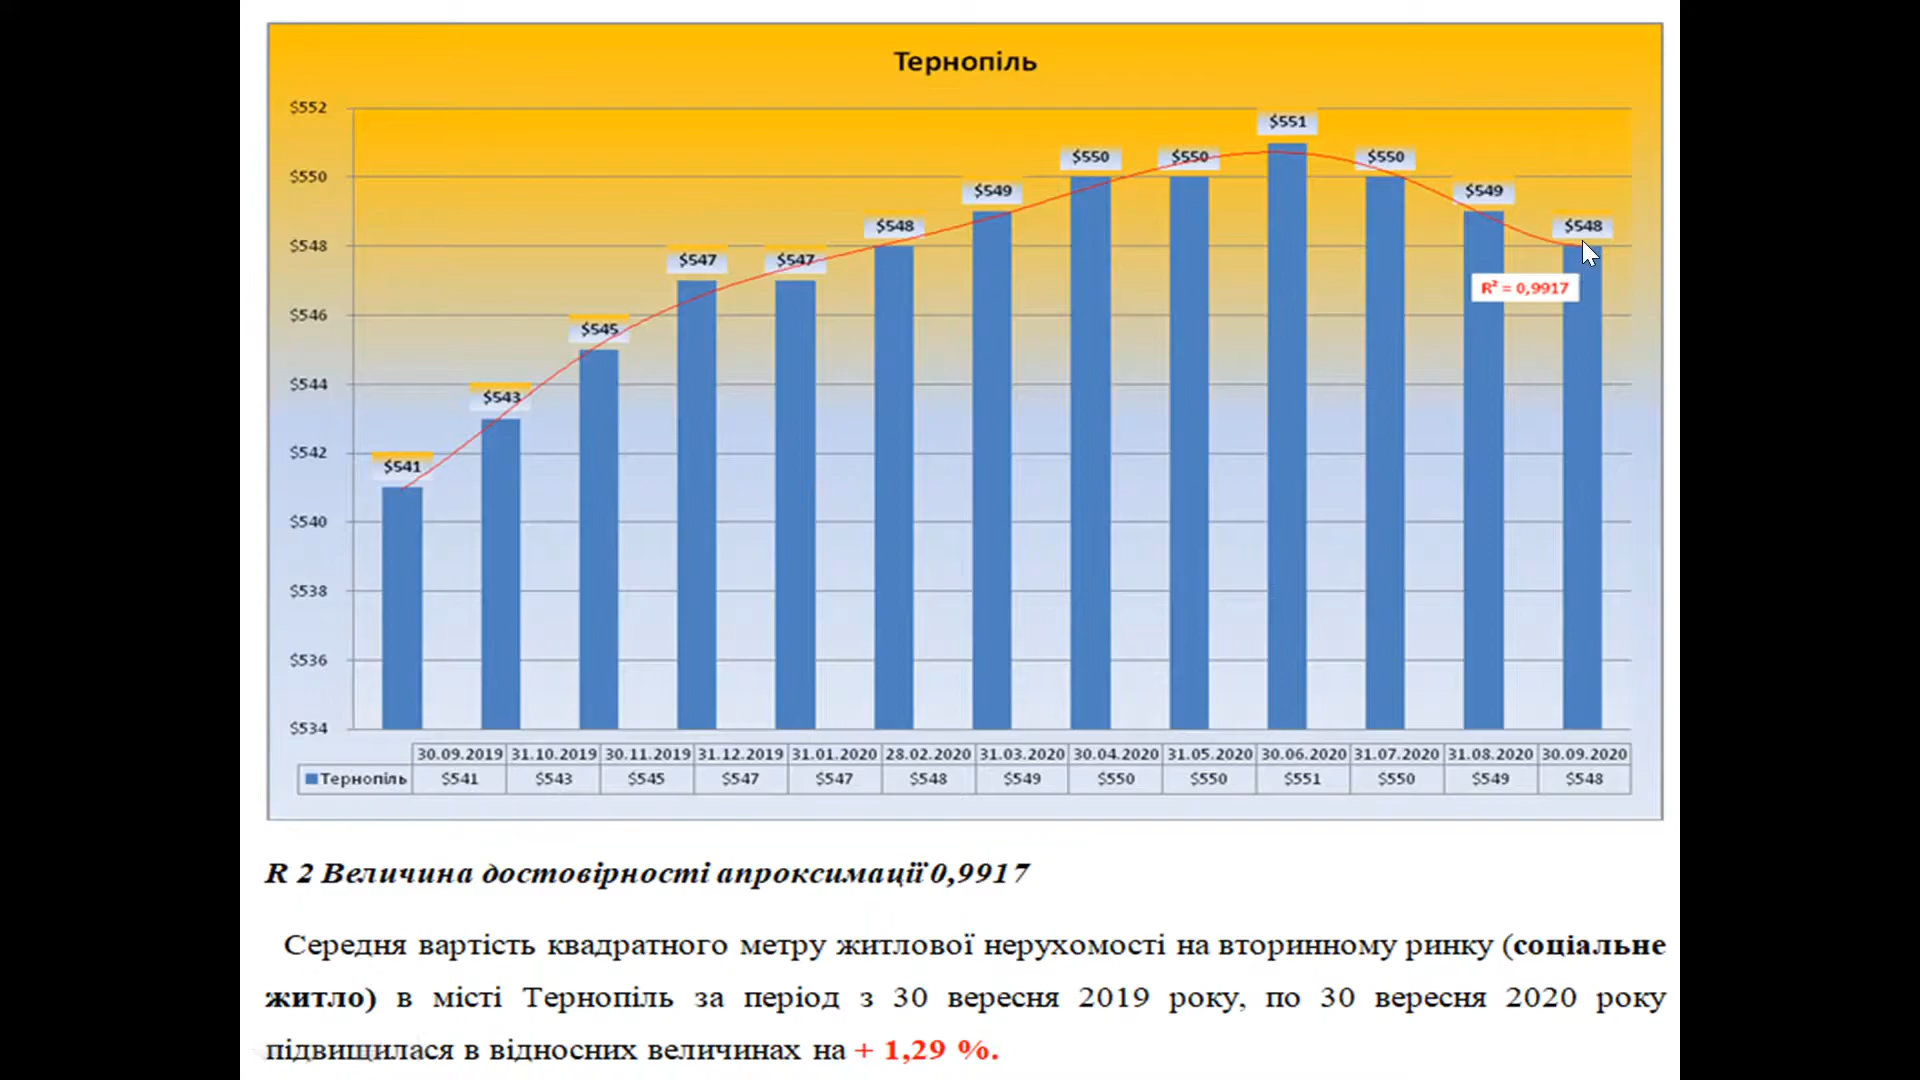 Тернопіль
$552
$550
$548
$546
$544
$542
$540
$538
$536
$534
$541
$543
$545
$547
$547
$548
$549
$550
$550
$551
$550
$549
$548
R² = 0,9917
30.09.2019 31.10.2019 30.11.2019 31.12.2019 31.01.2020 28.02.2020 31.03.2020 30.04.2020 31.05.2020 30.06.2020 31.07.2020 31.08.2020 30.09.2020
Тернопіль $541 $543 $545 $547 $547 $548 $549 $550 $550 $551 $550 $549 $548
R 2 Величина достовірності апроксимації 0,9917
Середня вартість квадратного метру житлової нерухомості на вторинному ринку (соціальне
житло) в місті Тернопіль за період з 30 вересня 2019 року, по 30 вересня 2020 року
підвищилася в відносних величинах на + 1,29 %.